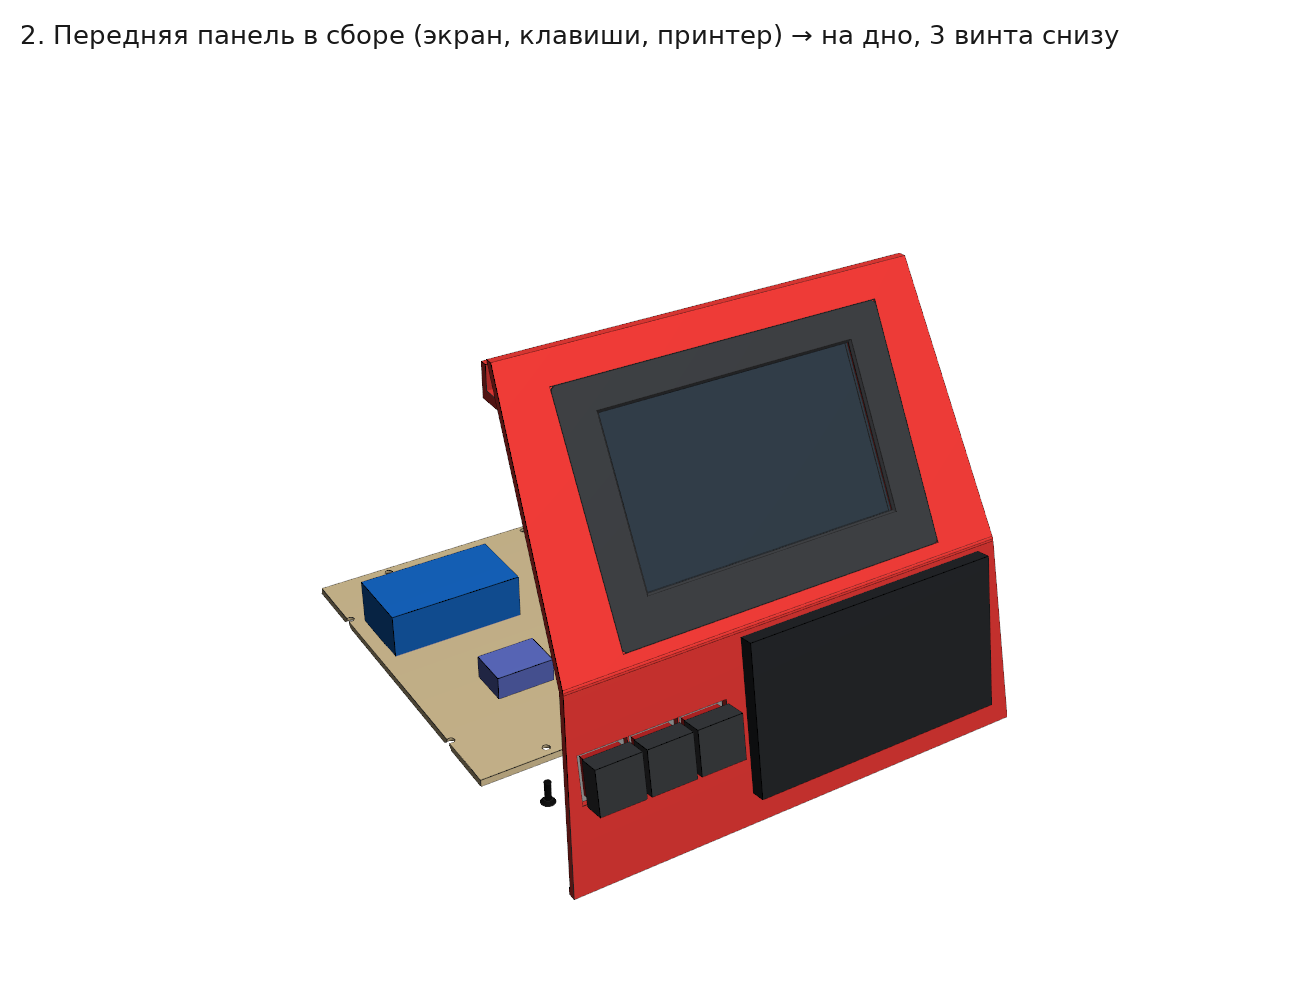 2. Передняя панель в сборе (экран, клавиши, принтер) → на дно, 3 винта снизу